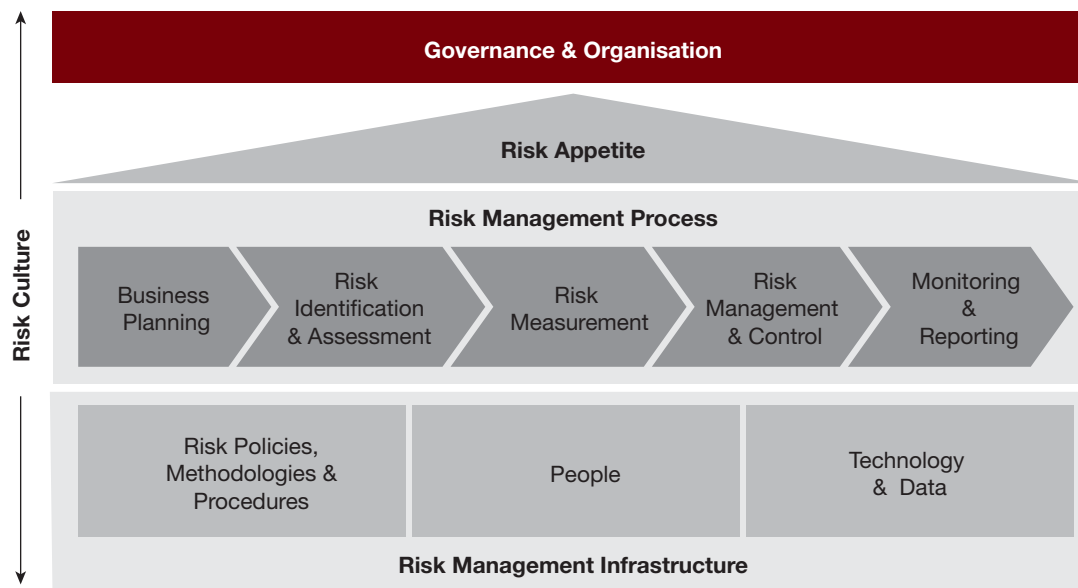 Governance & Organisation
Risk Appetite
Risk Culture
Risk Management Process
Business
Planning
Risk
Identification
& Assessment
Risk
Measurement
Risk
Management
& Control
Monitoring
&
Reporting
Risk Policies,
Methodologies &
Procedures
People
Technology
& Data
Risk Management Infrastructure